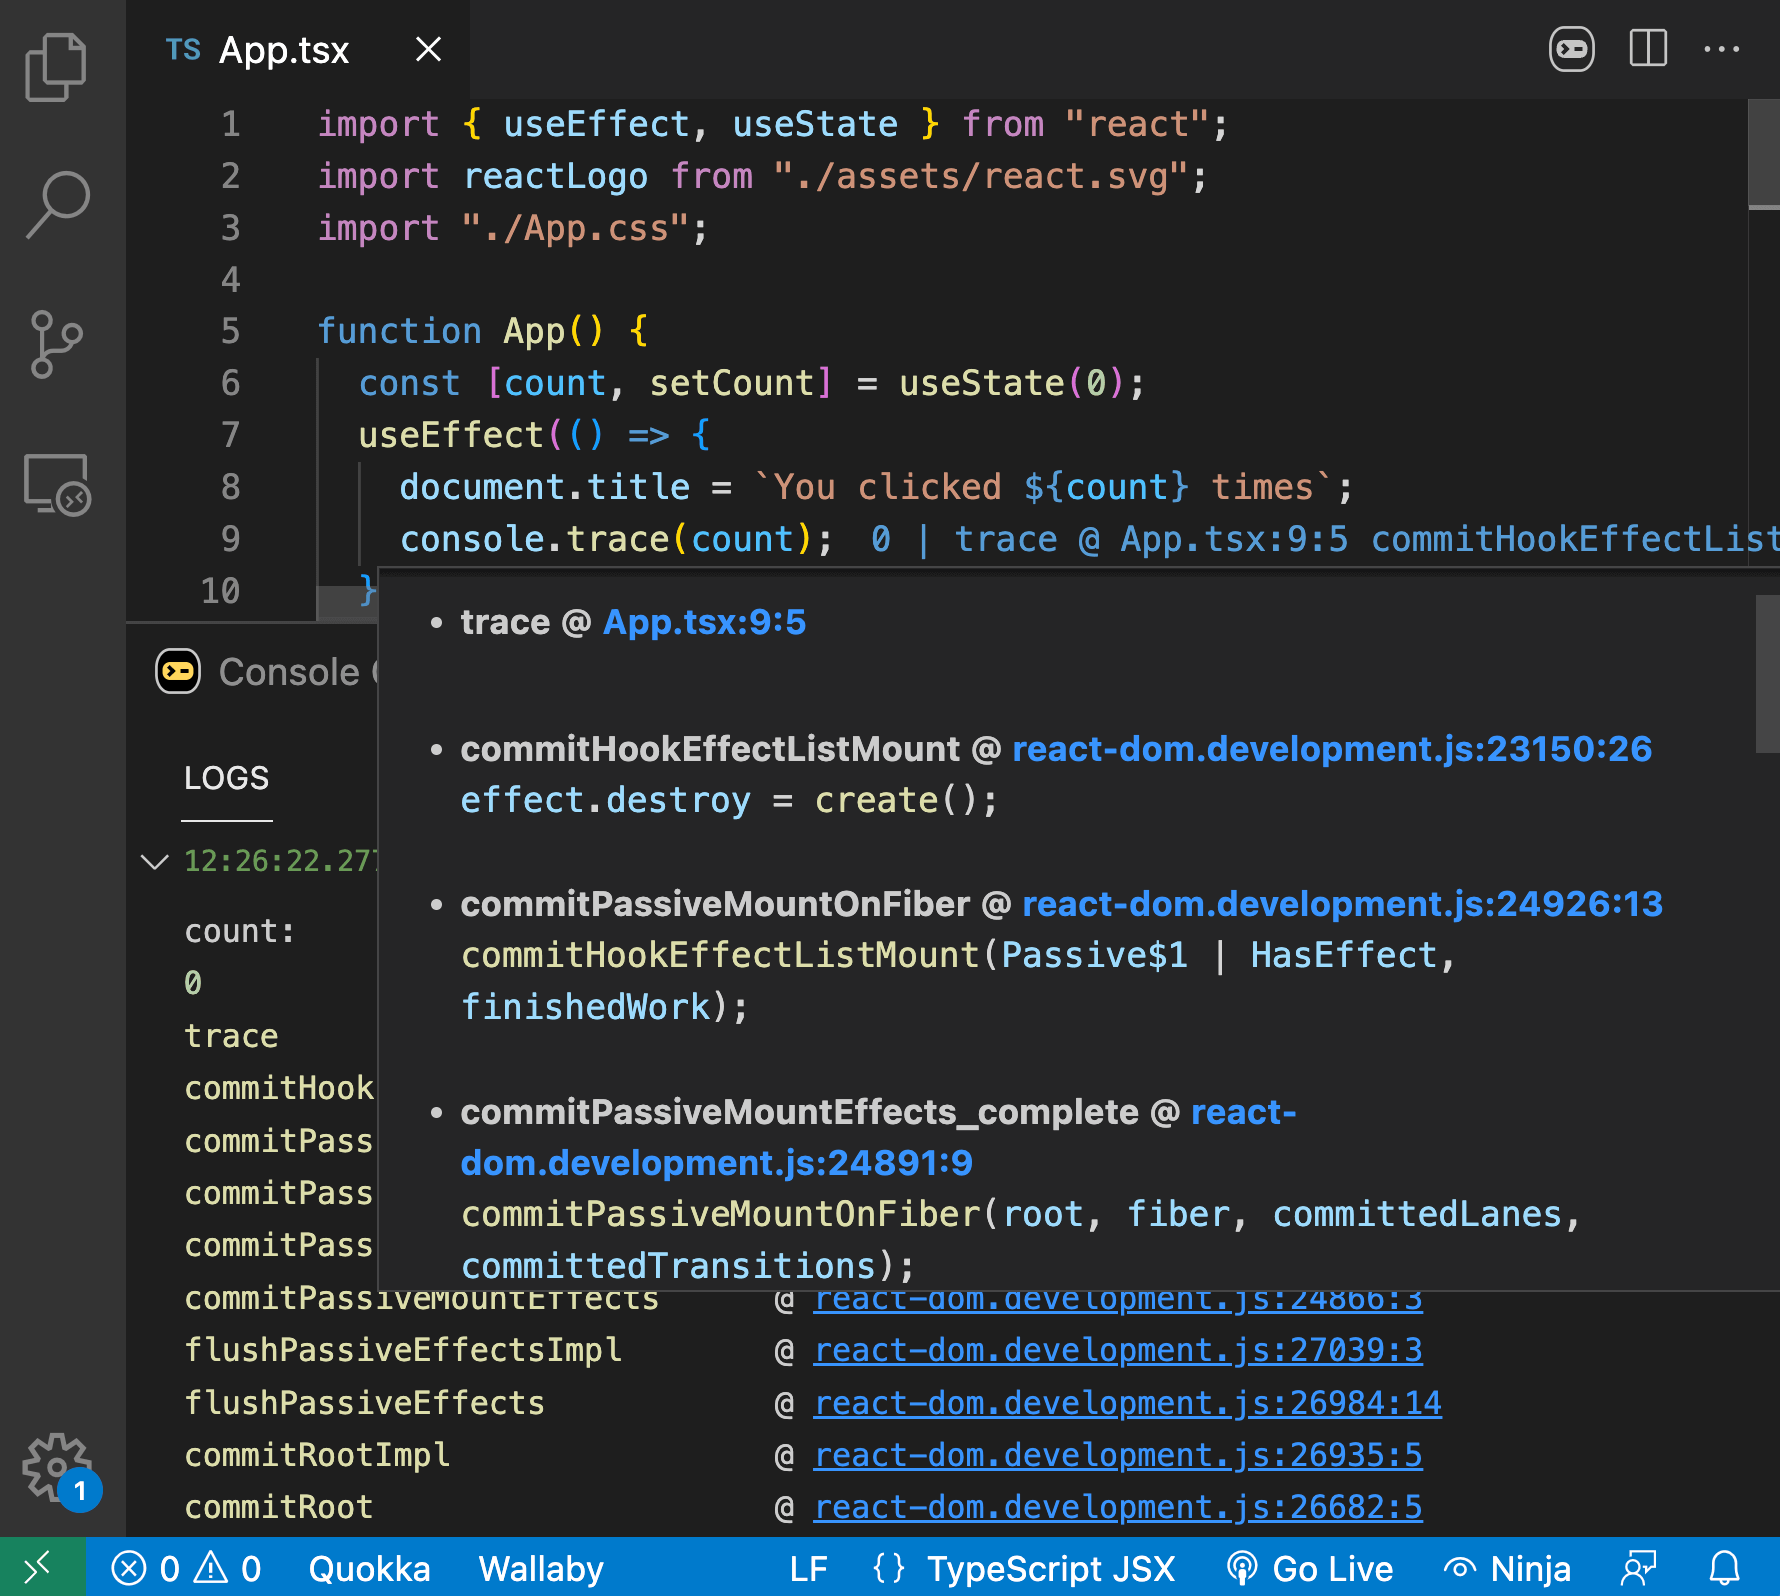 TS App.tsx
1 import { useEffect, useState } from "react";
2 import reactLogo from "./assets/react.svg";
3 import "./App.css";
4
5 function App() {
6 const [count, setCount] = useState(0);
7 useEffect(() => {
8 document.title = `You clicked ${count} times`;
9 console.trace(count); 0 | trace @ App.tsx:9:5 commitHookEffectList
10 }
• trace @ App.tsx:9:5
• commitHookEffectListMount @ react-dom.development.js:23150:26
effect.destroy = create();
• commitPassiveMountOnFiber @ react-dom.development.js:24926:13
commitHookEffectListMount(Passive$1 | HasEffect,
finishedWork);
• commitPassiveMountEffects_complete @ react-
dom.development.js:24891:9
commitPassiveMountOnFiber(root, fiber, committedLanes,
committedTransitions);
Console
LOGS
12:26:22.277
count:
0
trace
commitHook
commitPass
commitPass
commitPass
commitPassiveMountEffects @ react-dom.development.js:24866:3
flushPassiveEffectsImpl @ react-dom.development.js:27039:3
flushPassiveEffects @ react-dom.development.js:26984:14
commitRootImpl @ react-dom.development.js:26935:5
commitRoot @ react-dom.development.js:26682:5
1
0 0 Quokka Wallaby LF {} TypeScript JSX Go Live Ninja